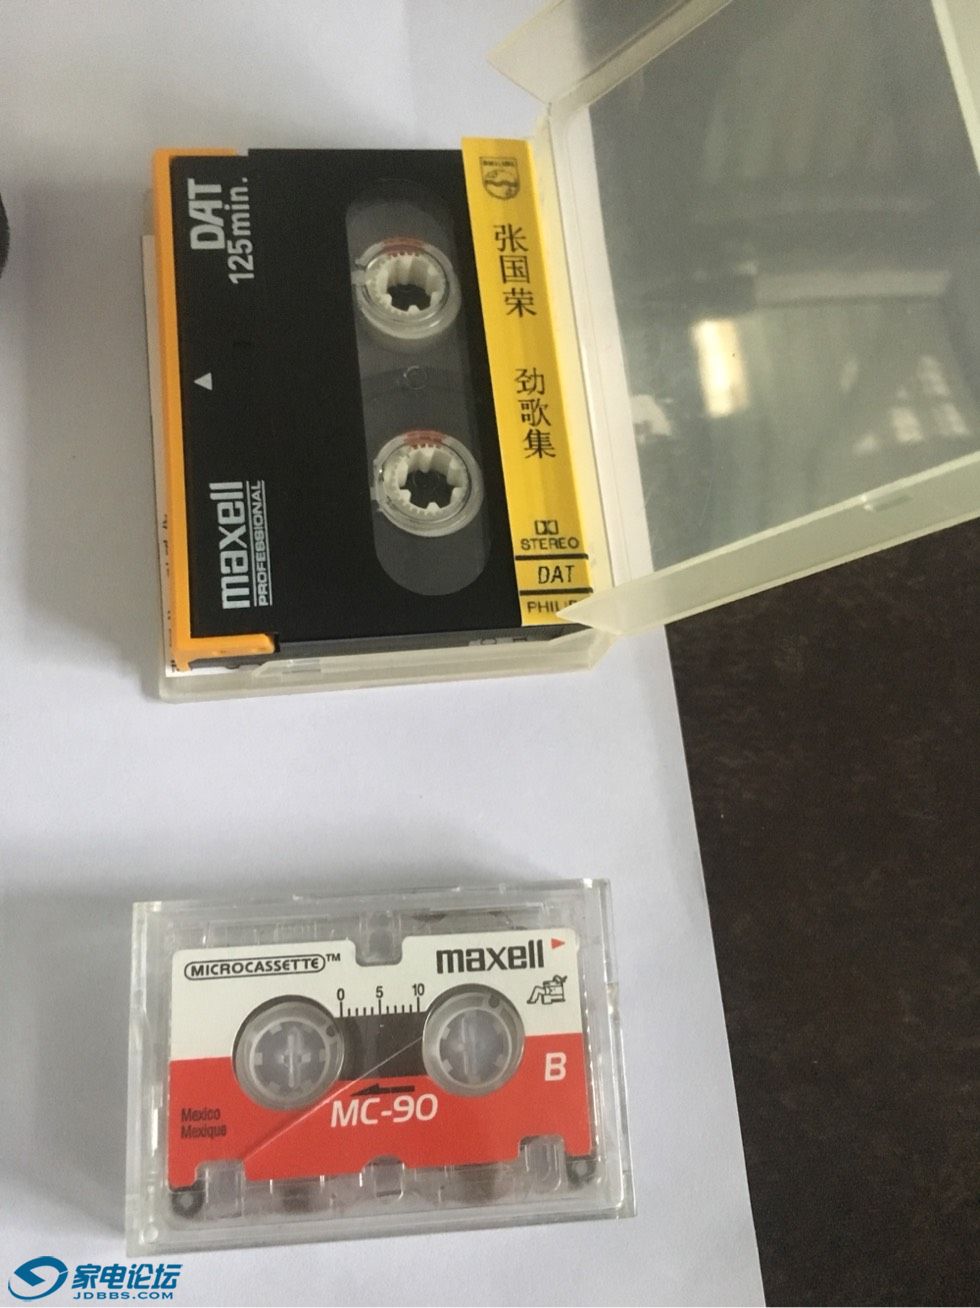 DAT
125min.
maxell
PROFESSIONAL
张国荣 劲歌集
STEREO
DAT
MICROCASSETTE™
maxell
0 5 10
B
MC-90
Mexico
Mexique
家电论坛
JDBBS.COM